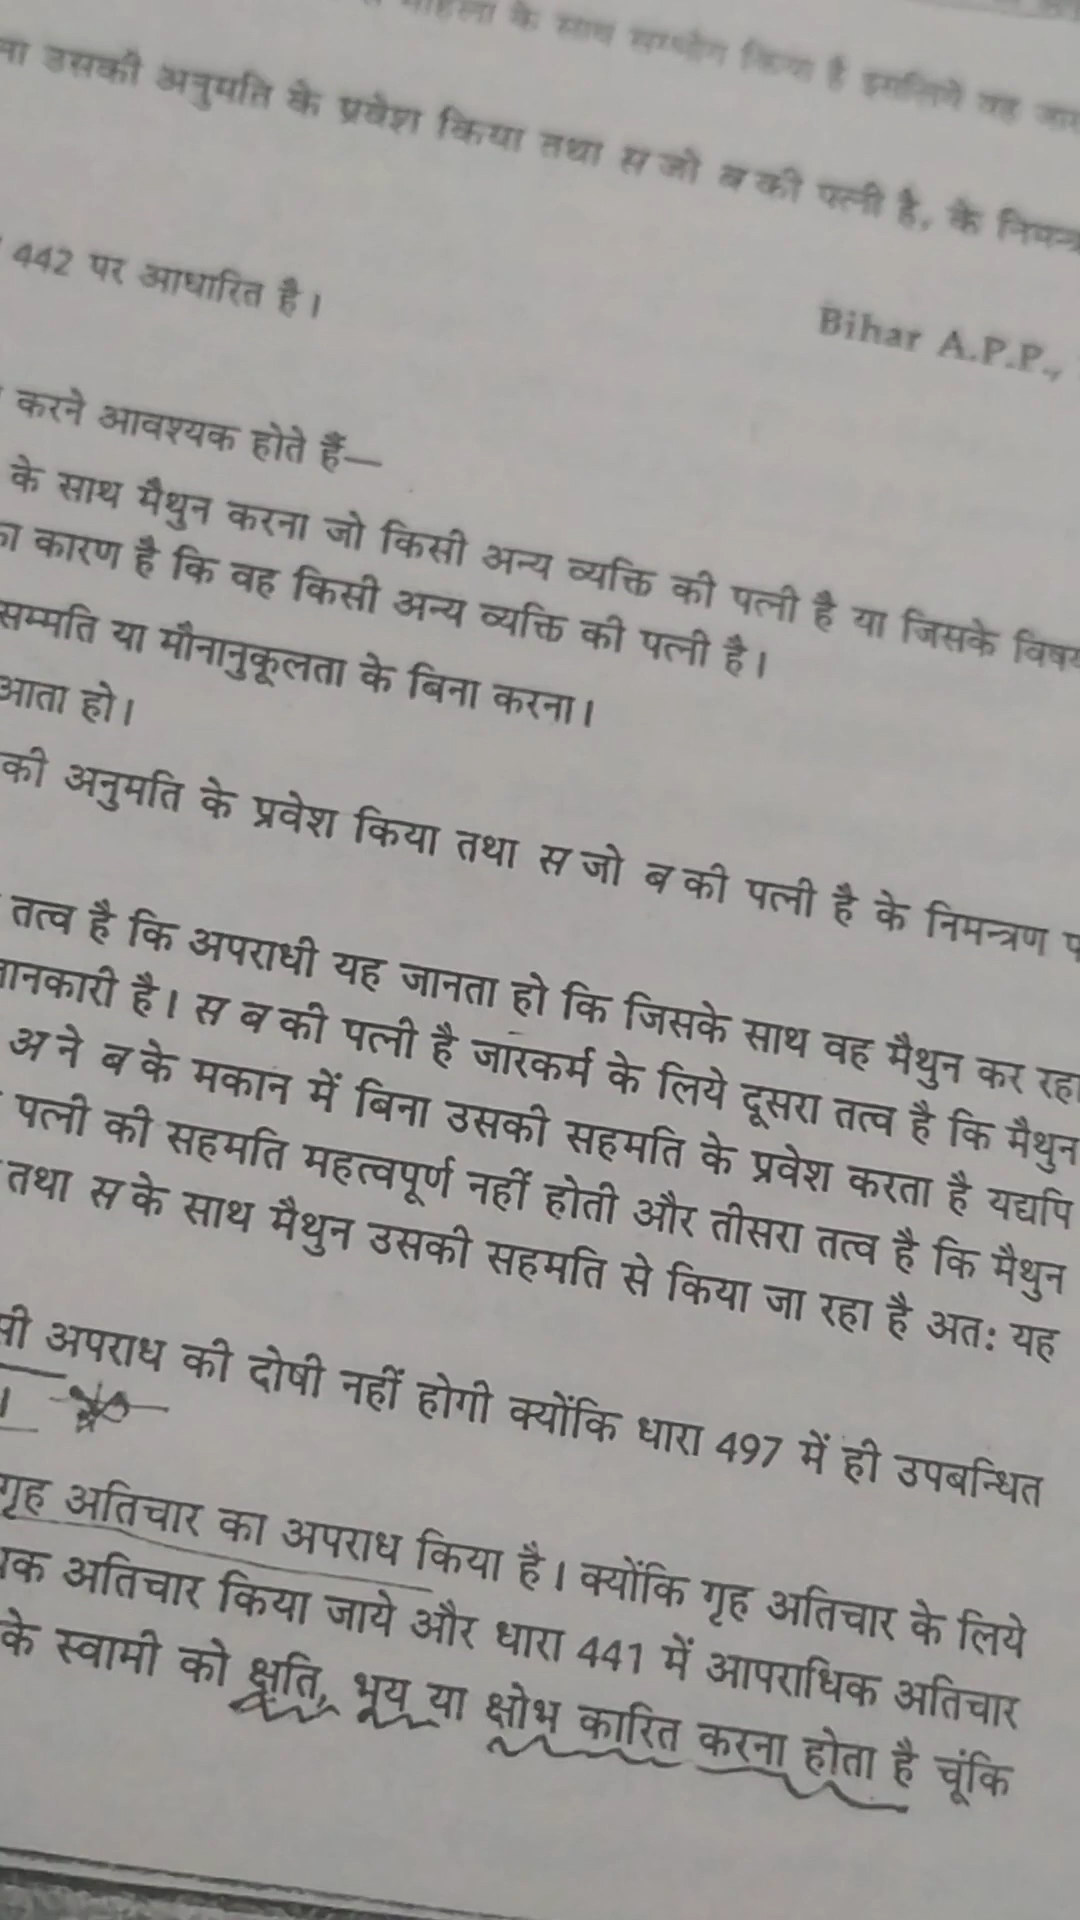 के साथ सम्भोग किया है इसलिये वह
उसकी अनुमति के प्रवेश किया तथा स जो ब की पत्नी है, के
442 पर आधारित है।
Bihar A.P.P.,
करने आवश्यक होते हैं—
के साथ मैथुन करना जो किसी अन्य व्यक्ति की पत्नी है या जिसके
कारण है कि वह किसी अन्य व्यक्ति की पत्नी है।
सम्मति या मौनानुकूलता के बिना करना।
आता हो।
की अनुमति के प्रवेश किया तथा स जो ब की पत्नी है के निमन्त्रण
तत्व है कि अपराधी यह जानता हो कि जिसके साथ वह मैथुन कर रहा
है। स ब की पत्नी है जारकर्म के लिये दूसरा तत्व है कि मैथुन
अ ने ब के मकान में बिना उसकी सहमति के प्रवेश करता है यद्यपि
पत्नी की सहमति महत्वपूर्ण नहीं होती और तीसरा तत्व है कि मैथुन
तथा स के साथ मैथुन उसकी सहमति से किया जा रहा है अतः यह
अपराध की दोषी नहीं होगी क्योंकि धारा 497 में ही उपबन्धित
गृह अतिचार का अपराध किया है। क्योंकि गृह अतिचार के लिये
अतिचार किया जाये और धारा 441 में आपराधिक अतिचार
के स्वामी को क्षति, भय या क्षोभ कारित करना होता है चूंकि